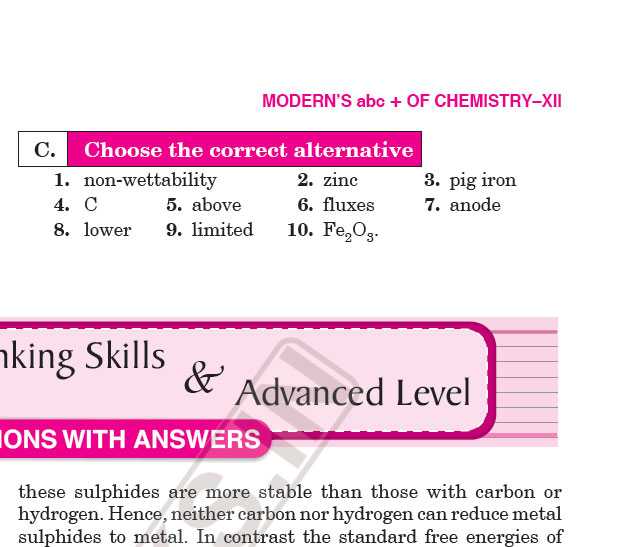 MODERN'S abc + OF CHEMISTRY–XII
C. Choose the correct alternative
1. non-wettability 2. zinc 3. pig iron
4. C 5. above 6. fluxes 7. anode
8. lower 9. limited 10. Fe₂O₃.
Skills
& Advanced Level
WITH ANSWERS
these sulphides are more stable than those with carbon or
hydrogen. Hence, neither carbon nor hydrogen can reduce metal
sulphides to metal. In contrast the standard free energies of